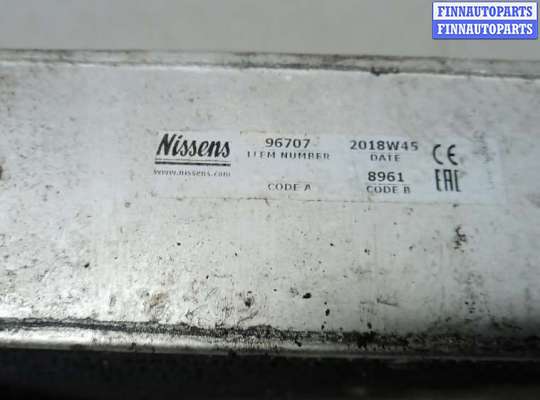 FINNAUTOPARTS
FINNAUTOPARTS
Nissens 96707 2018W45 CE
ITEM NUMBER DATE
www.nissens.com 8961 EAC
CODE A CODE B